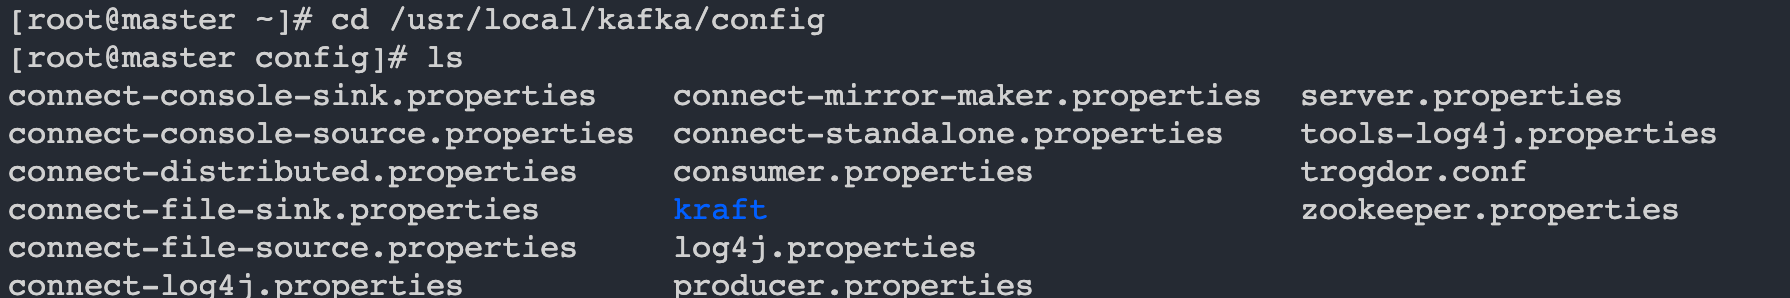 [root@master ~]# cd /usr/local/kafka/config
[root@master config]# ls
connect-console-sink.properties    connect-mirror-maker.properties  server.properties
connect-console-source.properties  connect-standalone.properties    tools-log4j.properties
connect-distributed.properties     consumer.properties              trogdor.conf
connect-file-sink.properties       kraft                            zookeeper.properties
connect-file-source.properties     log4j.properties
connect-log4j.properties           producer.properties